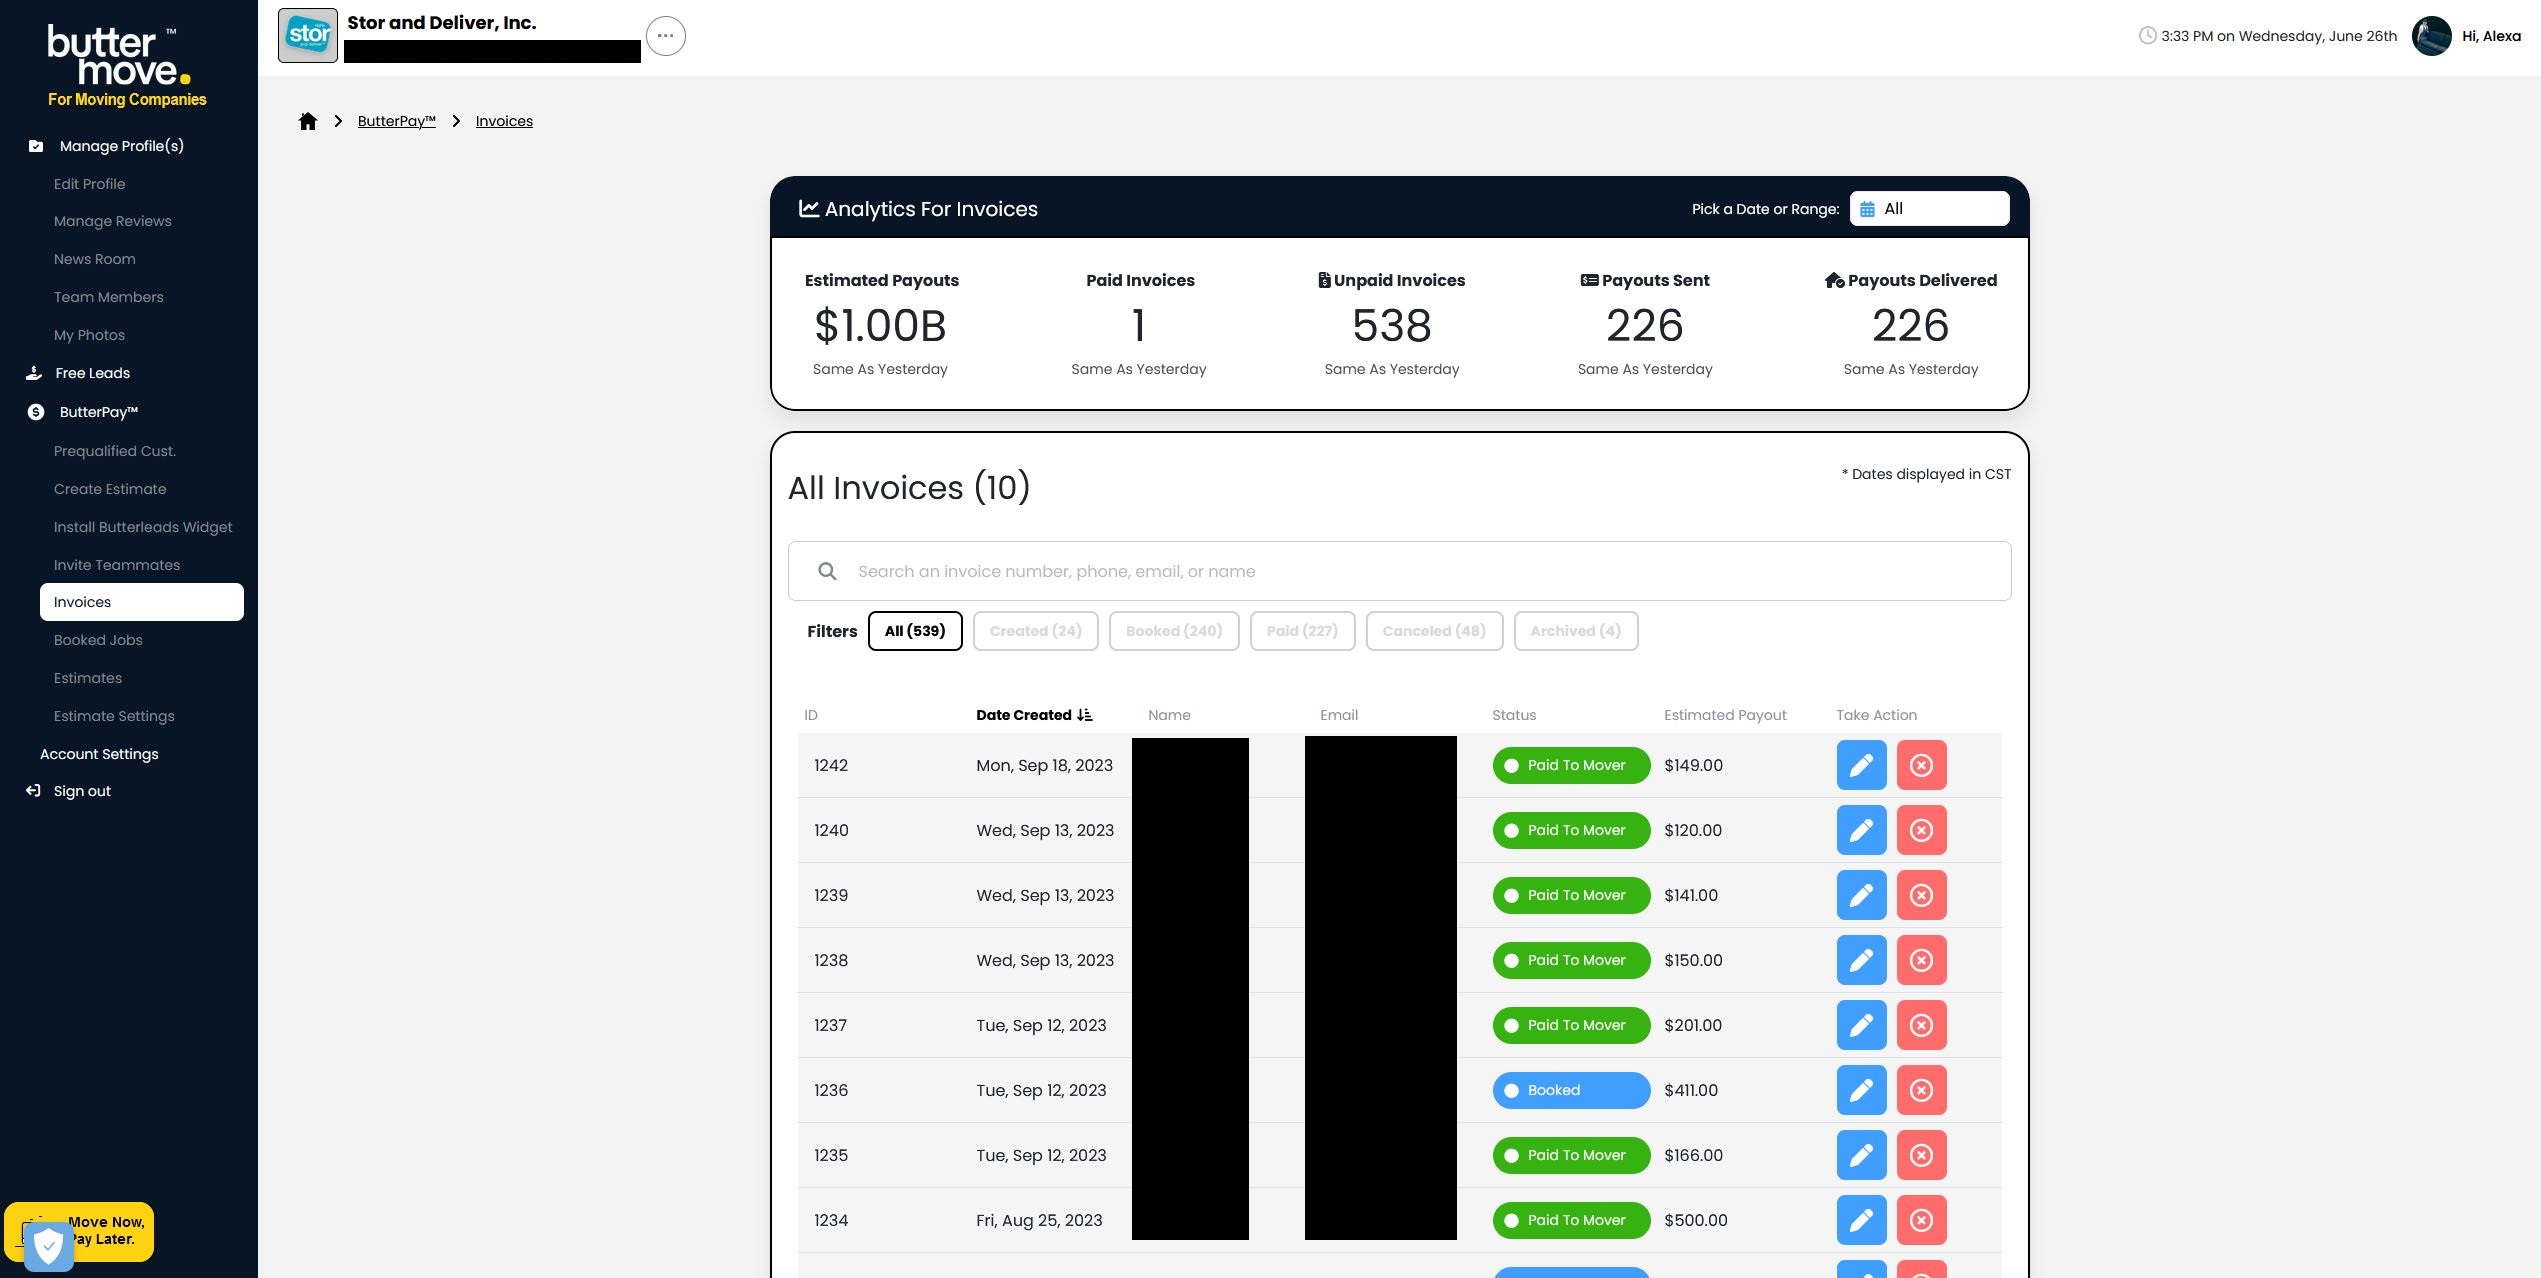 butter ™
move.
For Moving Companies
Stor and Deliver, Inc.
stor
3:33 PM on Wednesday, June 26th
Hi, Alexa
Manage Profile(s)
Edit Profile
Manage Reviews
News Room
Team Members
My Photos
Free Leads
ButterPay™
Prequalified Cust.
Create Estimate
Install Butterleads Widget
Invite Teammates
Invoices
Booked Jobs
Estimates
Estimate Settings
Account Settings
Sign out
Move Now,
Pay Later.
ButterPay™
Invoices
Analytics For Invoices
Pick a Date or Range:
All
Estimated Payouts
$1.00B
Same As Yesterday
Paid Invoices
1
Same As Yesterday
Unpaid Invoices
538
Same As Yesterday
Payouts Sent
226
Same As Yesterday
Payouts Delivered
226
Same As Yesterday
All Invoices (10)
* Dates displayed in CST
Search an invoice number, phone, email, or name
Filters All (539) Created (24) Booked (240) Paid (227) Canceled (48) Archived (4)
ID Date Created Name Email Status Estimated Payout Take Action
1242 Mon, Sep 18, 2023 Paid To Mover $149.00
1240 Wed, Sep 13, 2023 Paid To Mover $120.00
1239 Wed, Sep 13, 2023 Paid To Mover $141.00
1238 Wed, Sep 13, 2023 Paid To Mover $150.00
1237 Tue, Sep 12, 2023 Paid To Mover $201.00
1236 Tue, Sep 12, 2023 Booked $411.00
1235 Tue, Sep 12, 2023 Paid To Mover $166.00
1234 Fri, Aug 25, 2023 Paid To Mover $500.00